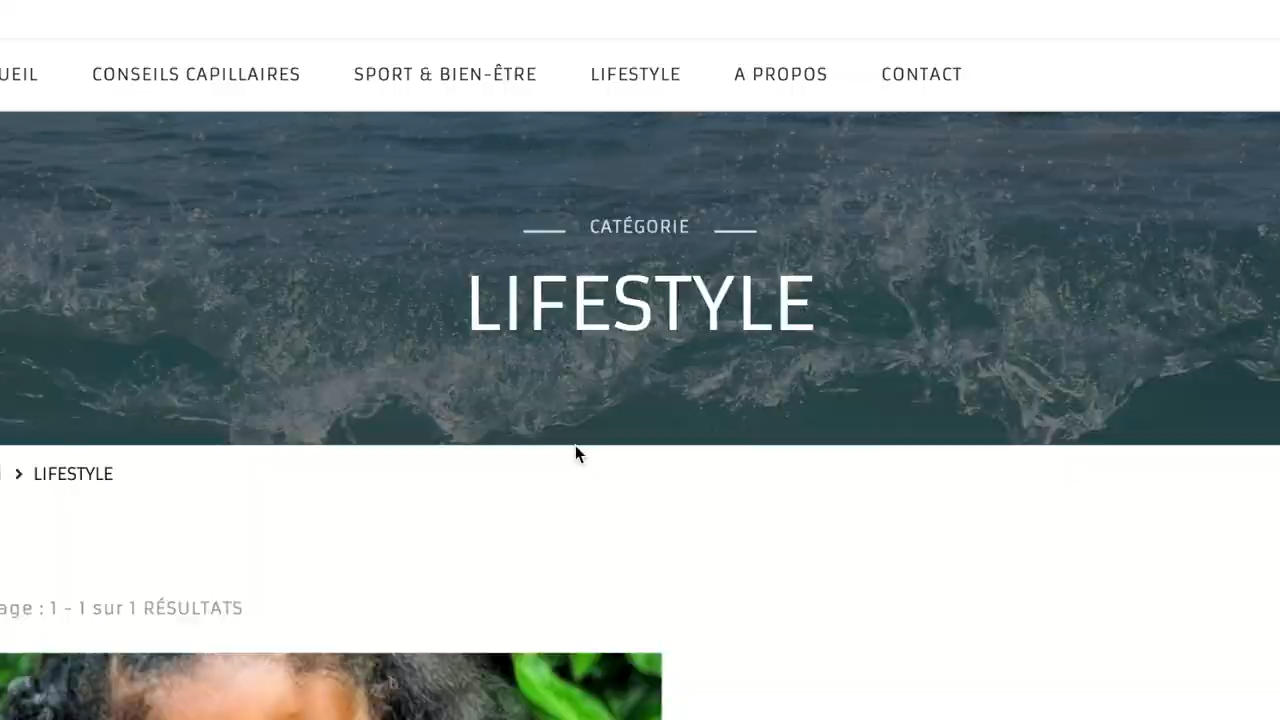 UEIL CONSEILS CAPILLAIRES SPORT & BIEN-ÊTRE LIFESTYLE A PROPOS CONTACT
CATÉGORIE
LIFESTYLE
> LIFESTYLE
age : 1 - 1 sur 1 RÉSULTATS